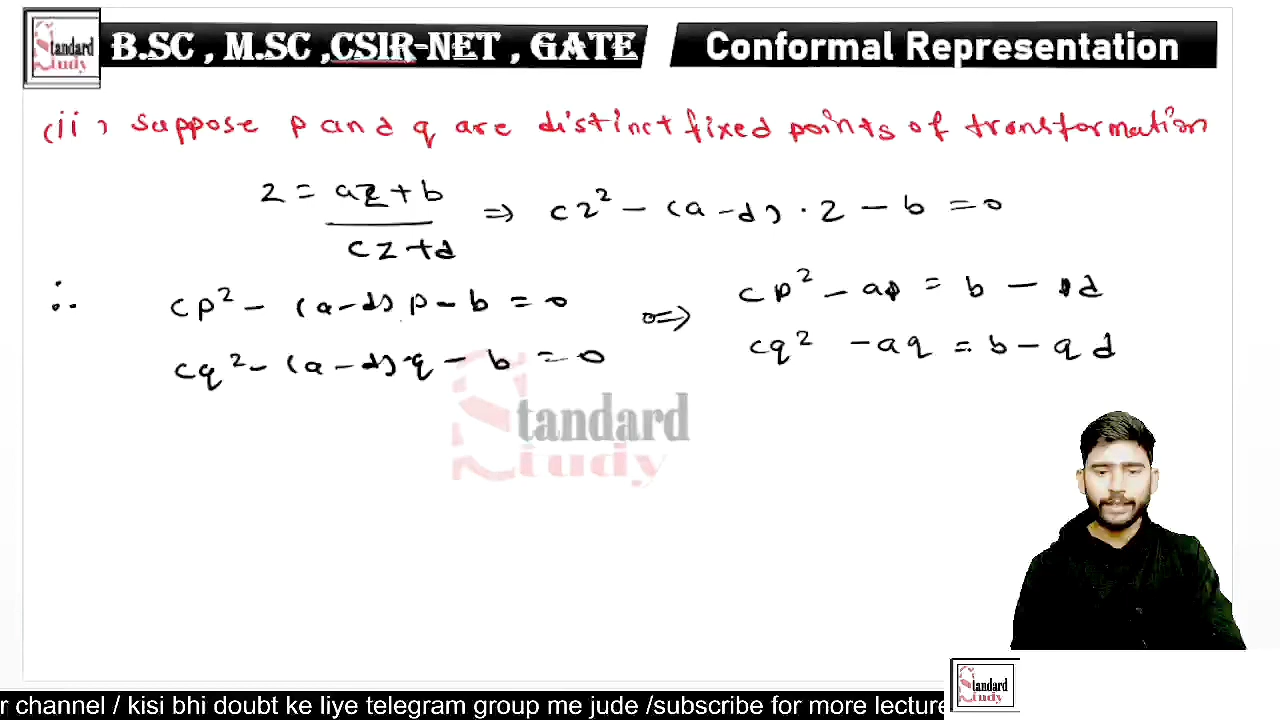 Standard Study B.SC , M.SC ,CSIR-NET , GATE Conformal Representation
(ii) suppose p and q are distinct fixed points of transformation
z = az+b / cz+d ⇒ cz² - (a-d)·z - b = 0
∴ cp² - (a-d) p - b = 0 ⇒ cp² - ap = b - d
cq² - (a-d) q - b = 0 cq² - aq = b - qd
Standard Study
Standard Study
r channel / kisi bhi doubt ke liye telegram group me jude /subscribe for more lecture